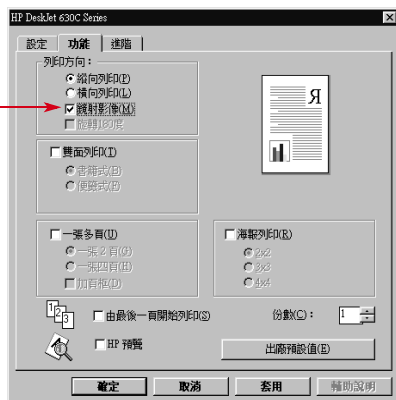 HP DeskJet 630C Series
設定 功能 進階
列印方向：
縱向列印(P)
橫向列印(L)
鏡射影像(M)
旋轉180度
R
雙面列印(I)
書籍式(B)
便籤式(F)
一張多頁(U)
一張 2 頁(G)
一張四頁(H)
加頁框(D)
海報列印(R)
2x2
3x3
4x4
1 2 3
由最後一頁開始列印(S)
份數(C)： 1
HP 預覽
出廠預設值(E)
確定 取消 套用 輔助說明